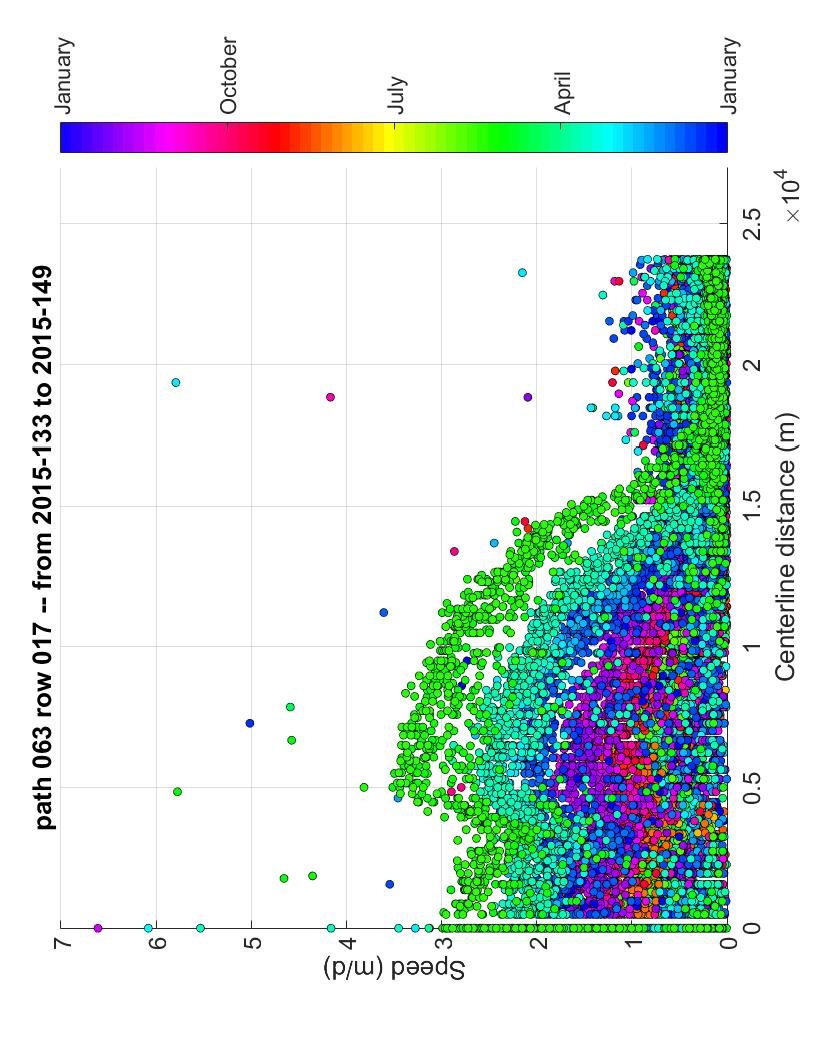 path 063 row 017 -- from 2015-133 to 2015-149
7
6
5
4
3
2
1
0
Speed (m/d)
0
0.5
1
1.5
2
2.5
×10^4
Centerline distance (m)
January
October
July
April
January